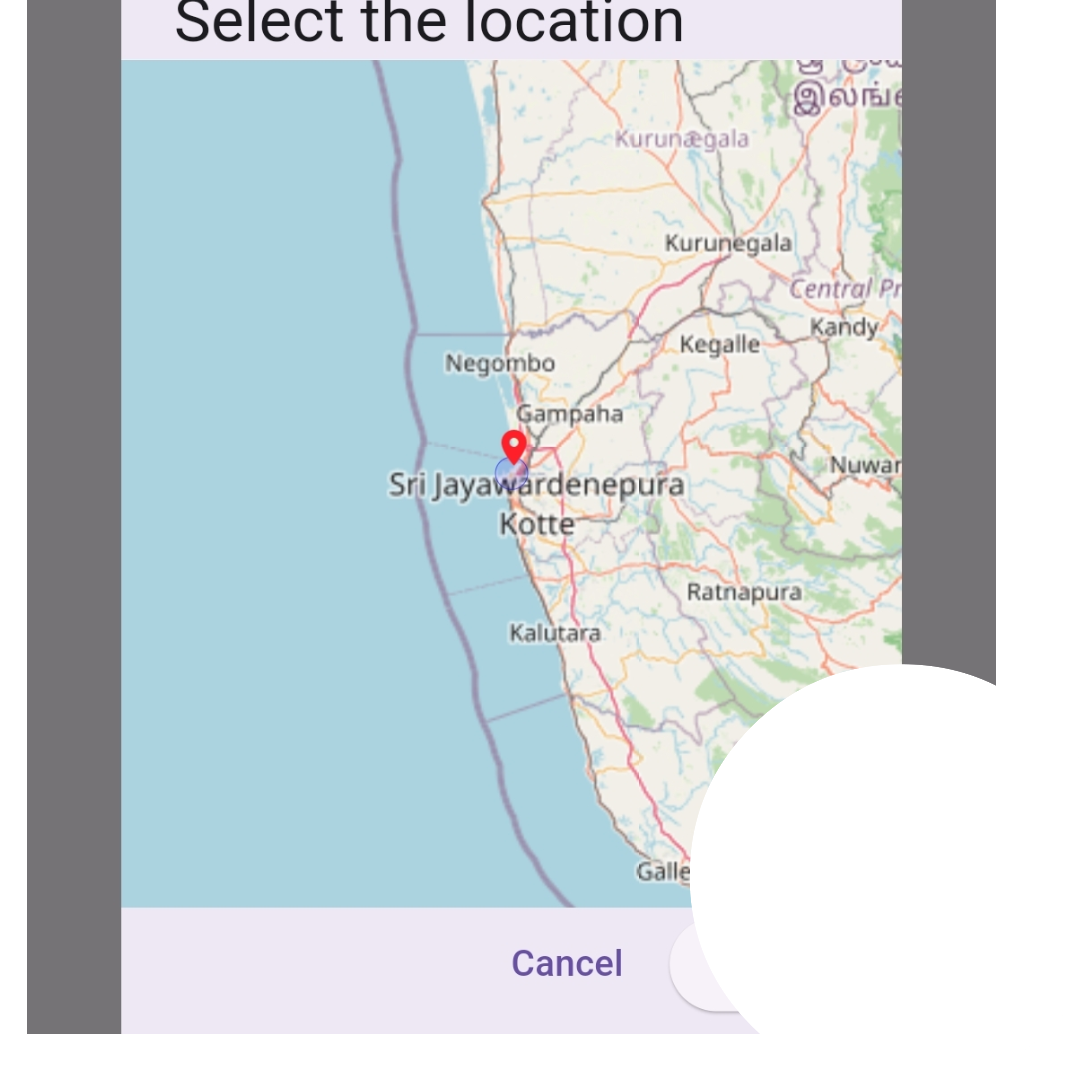 Select the location
இலங்கை
Kurunægala
Kurunegala
Central Pr
Kandy
Kegalle
Negombo
Gampaha
Nuwar
Sri Jayawardenepura
Kotte
Ratnapura
Kalutara
Galle
Cancel